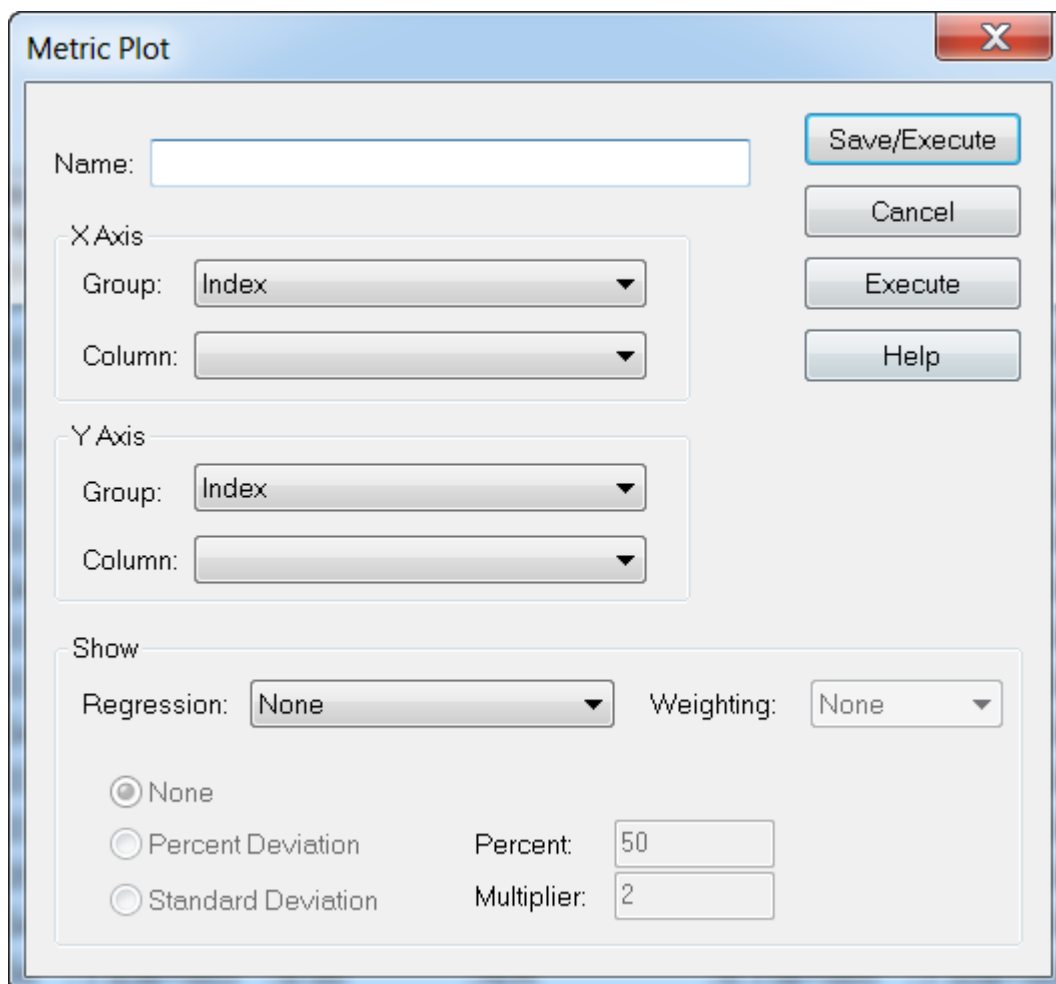 Metric Plot
X
Name:
Save/Execute
Cancel
X Axis
Group: Index
Execute
Column:
Help
Y Axis
Group: Index
Column:
Show
Regression: None Weighting: None
None
Percent Deviation Percent: 50
Standard Deviation Multiplier: 2